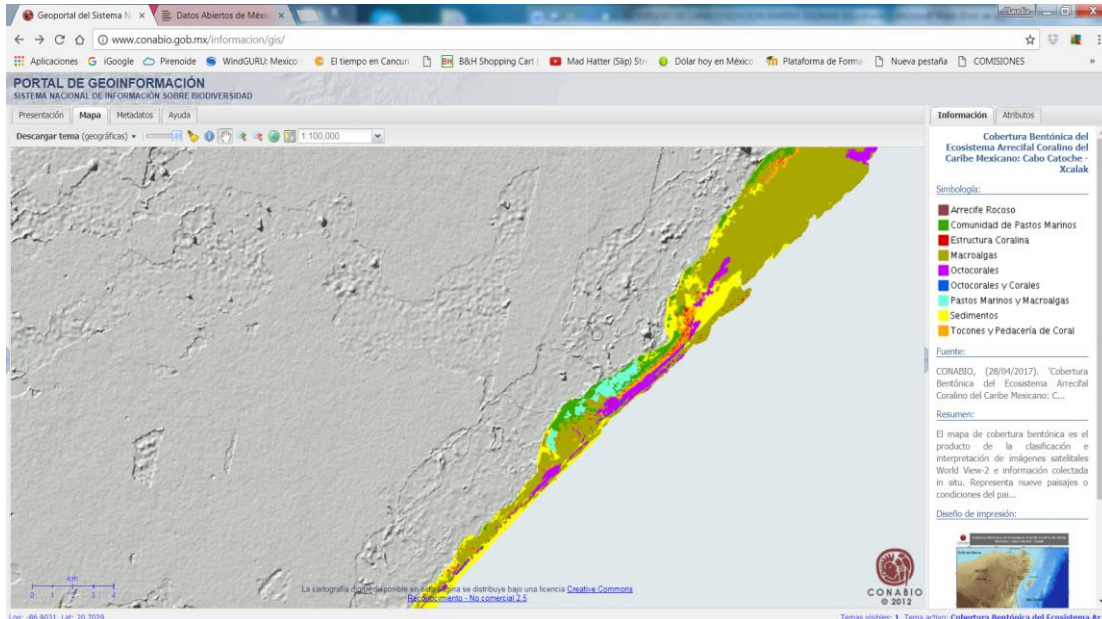 Geoportal del Sistema N
Datos Abiertos de Méxic
www.conabio.gob.mx/informacion/gis/
Aplicaciones
iGoogle
Pirenoide
WindGURU: Mexico -
El tiempo en Cancun
B&H Shopping Cart
Mad Hatter (Slip) Str
Dólar hoy en México
Plataforma de Forma
Nueva pestaña
COMISIONES
»
PORTAL DE GEOINFORMACIÓN
SISTEMA NACIONAL DE INFORMACIÓN SOBRE BIODIVERSIDAD
Presentación
Mapa
Metadatos
Ayuda
Descargar tema (geográficas)
1:100,000
km
0 1 2 3 4
La cartografía digital disponible en esta página se distribuye bajo una licencia Creative Commons
Reconocimiento - No comercial 2.5
CONABIO
© 2012
Información
Atributos
Cobertura Bentónica del
Ecosistema Arrecifal Coralino del
Caribe Mexicano: Cabo Catoche -
Xcalak
Simbología:
Arrecife Rocoso
Comunidad de Pastos Marinos
Estructura Coralina
Macroalgas
Octocorales
Octocorales y Corales
Pastos Marinos y Macroalgas
Sedimentos
Tocones y Pedacería de Coral
Fuente:
CONABIO, (28/04/2017). 'Cobertura
Bentónica del Ecosistema Arrecifal
Coralino del Caribe Mexicano: C...
Resumen:
El mapa de cobertura bentónica es el
producto de la clasificación e
interpretación de imágenes satelitales
World View-2 e información colectada
in situ. Representa nueve paisajes o
condiciones del pai...
Diseño de impresión:
Lon: -86.9031, Lat: 20.7029
Temas visibles: 1, Tema activo: Cobertura Bentónica del Ecosistema Ar